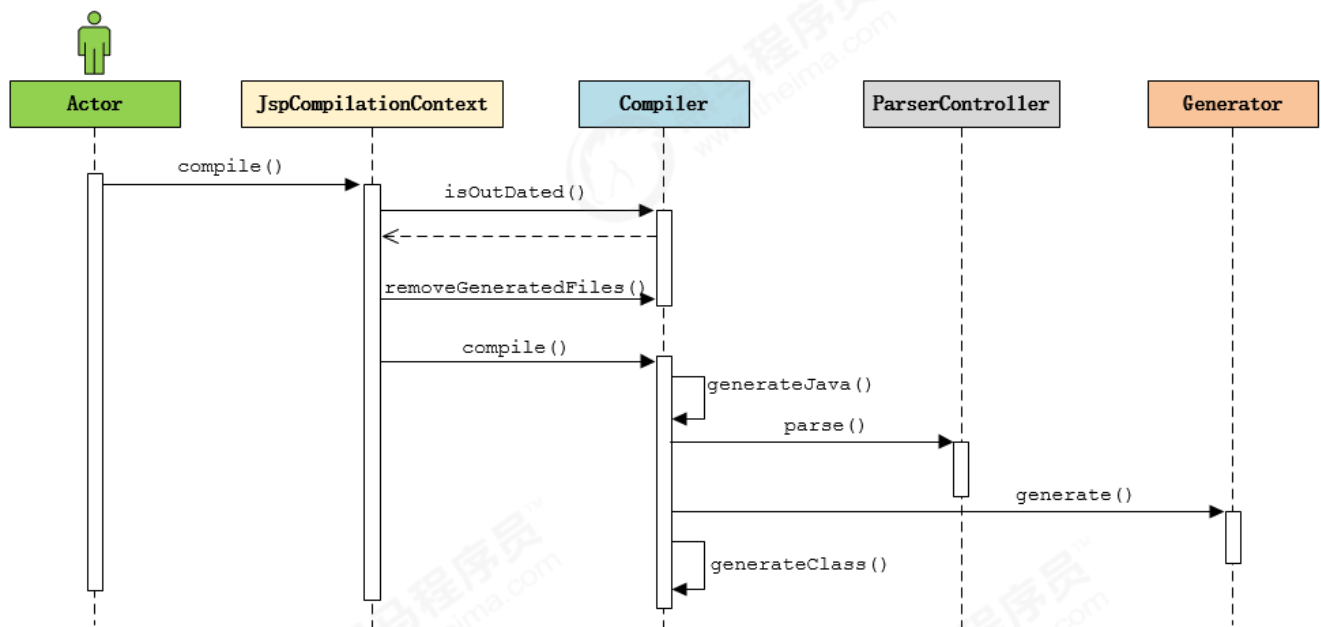 Actor
JspCompilationContext
Compiler
ParserController
Generator
compile()
isOutDated()
removeGeneratedFiles()
compile()
generateJava()
parse()
generate()
generateClass()